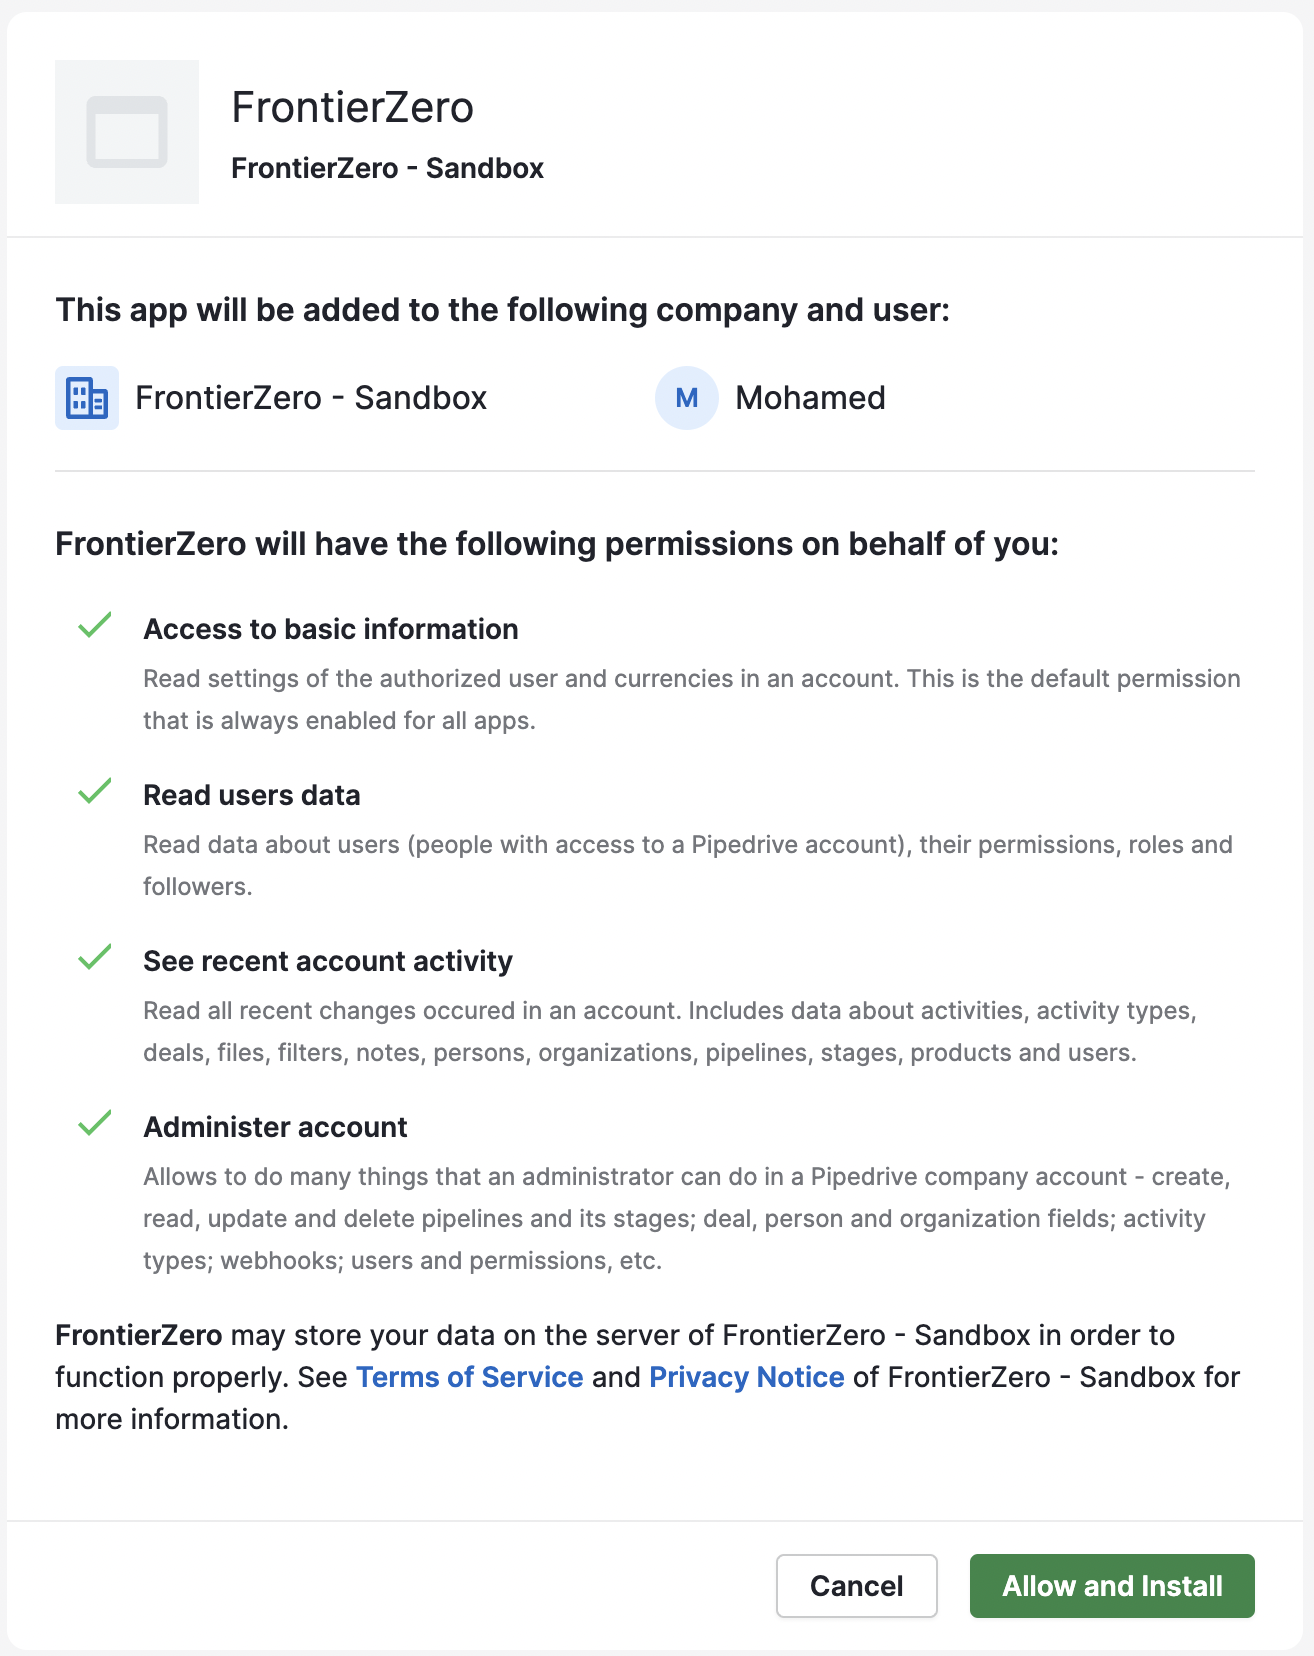 FrontierZero
FrontierZero - Sandbox
This app will be added to the following company and user:
FrontierZero - Sandbox
M
Mohamed
FrontierZero will have the following permissions on behalf of you:
Access to basic information
Read settings of the authorized user and currencies in an account. This is the default permission
that is always enabled for all apps.
Read users data
Read data about users (people with access to a Pipedrive account), their permissions, roles and
followers.
See recent account activity
Read all recent changes occured in an account. Includes data about activities, activity types,
deals, files, filters, notes, persons, organizations, pipelines, stages, products and users.
Administer account
Allows to do many things that an administrator can do in a Pipedrive company account - create,
read, update and delete pipelines and its stages; deal, person and organization fields; activity
types; webhooks; users and permissions, etc.
FrontierZero may store your data on the server of FrontierZero - Sandbox in order to
function properly. See Terms of Service and Privacy Notice of FrontierZero - Sandbox for
more information.
Cancel
Allow and Install